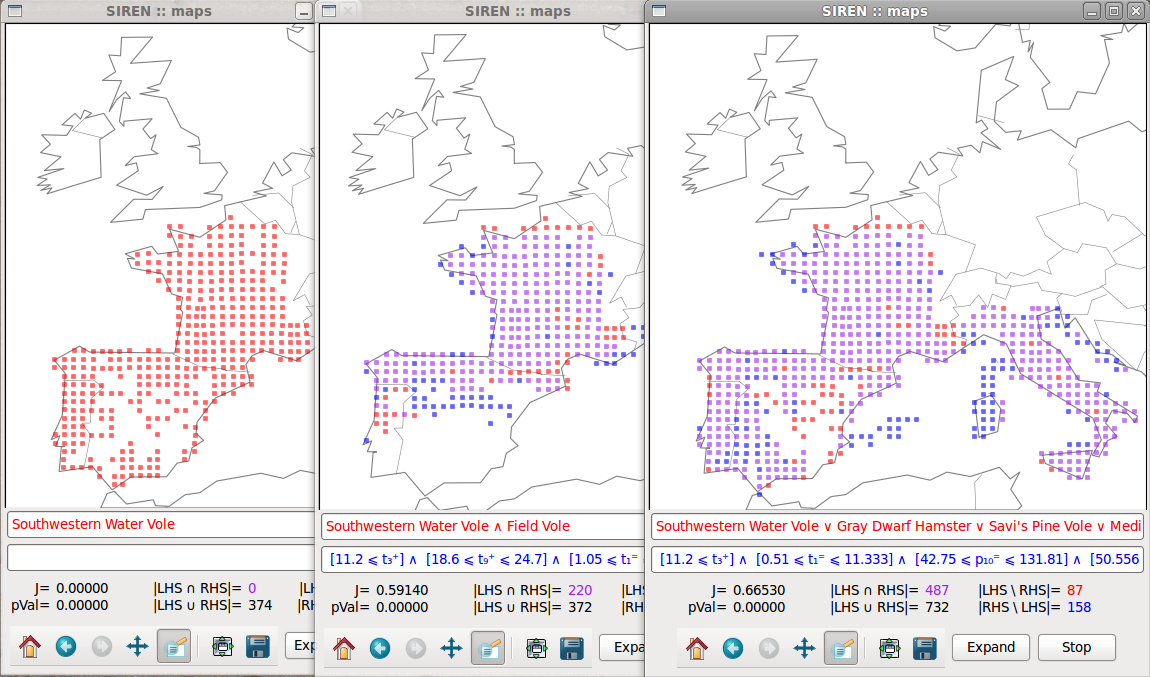 SIREN :: maps
Southwestern Water Vole
J= 0.00000 |LHS ∩ RHS|= 0 |LH
pVal= 0.00000 |LHS ∪ RHS|= 374 |RH
Exp
SIREN :: maps
Southwestern Water Vole ∧ Field Vole
[11.2 ⩽ t₃⁺] ∧ [18.6 ⩽ t₉⁺ ⩽ 24.7] ∧ [1.05 ⩽ t₁⁼
J= 0.59140 |LHS ∩ RHS|= 220 |LHS
pVal= 0.00000 |LHS ∪ RHS|= 372 |RH
Expa
SIREN :: maps
Southwestern Water Vole ∨ Gray Dwarf Hamster ∨ Savi's Pine Vole ∨ Medi
[11.2 ⩽ t₃⁺] ∧ [0.51 ⩽ t₁⁼ ⩽ 11.333] ∧ [42.75 ⩽ p₁₀⁼ ⩽ 131.81] ∧ [50.556
J= 0.66530 |LHS ∩ RHS|= 487 |LHS \ RHS|= 87
pVal= 0.00000 |LHS ∪ RHS|= 732 |RHS \ LHS|= 158
Expand Stop